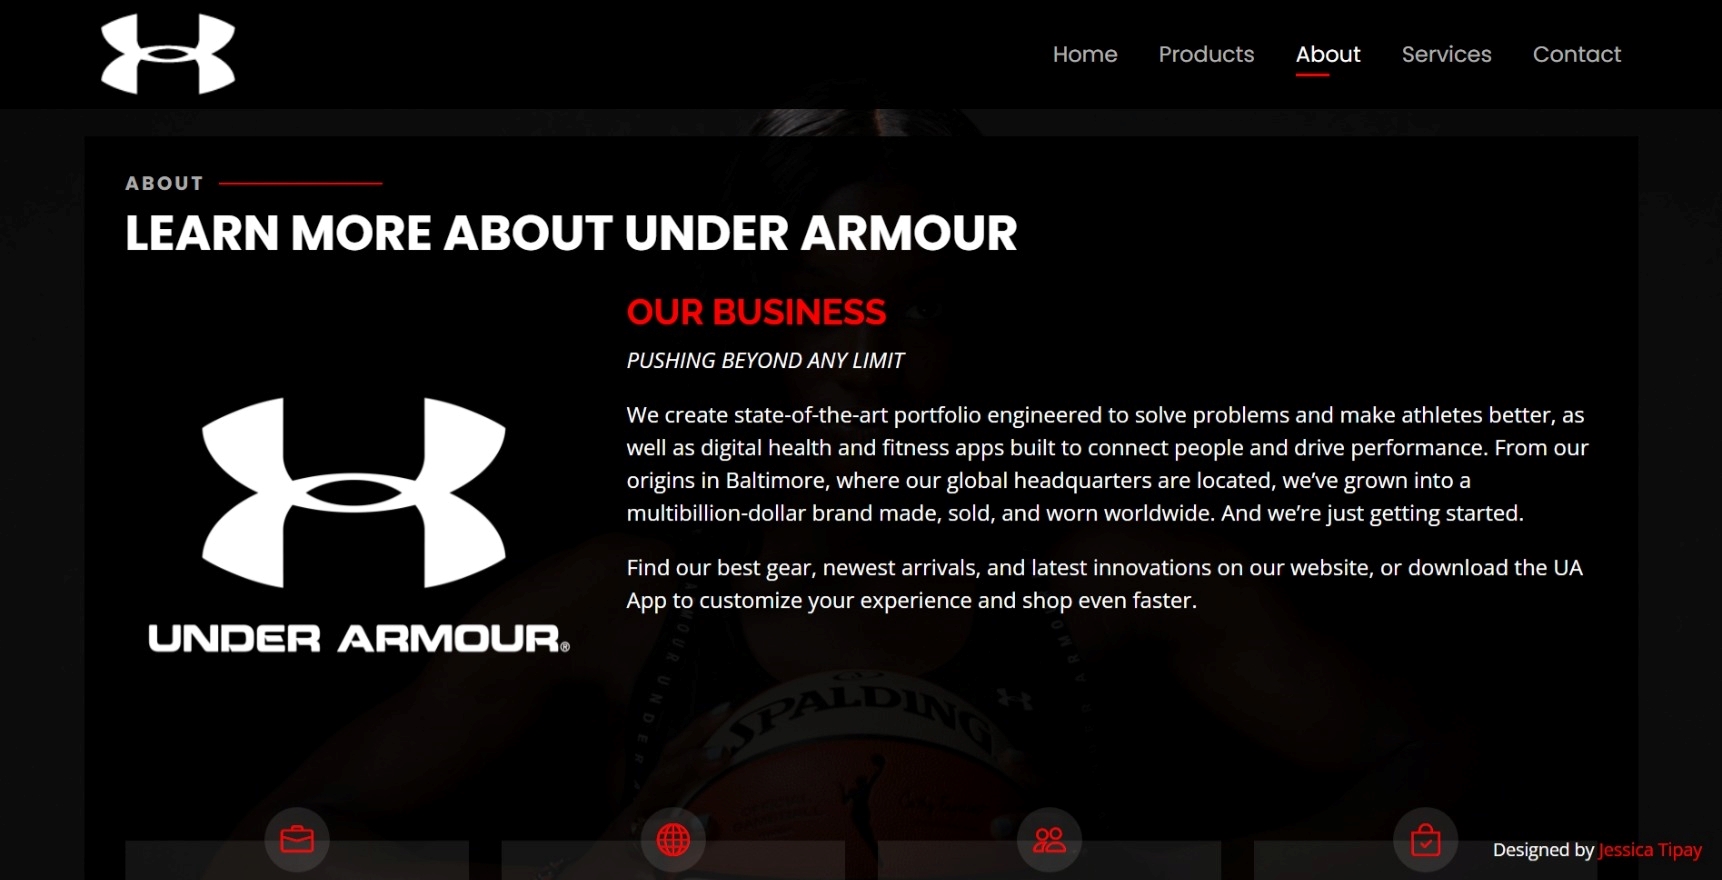 Home Products About Services Contact
ABOUT
LEARN MORE ABOUT UNDER ARMOUR
OUR BUSINESS
PUSHING BEYOND ANY LIMIT
We create state-of-the-art portfolio engineered to solve problems and make athletes better, as
well as digital health and fitness apps built to connect people and drive performance. From our
origins in Baltimore, where our global headquarters are located, we’ve grown into a
multibillion-dollar brand made, sold, and worn worldwide. And we’re just getting started.
Find our best gear, newest arrivals, and latest innovations on our website, or download the UA
App to customize your experience and shop even faster.
UNDER ARMOUR®
SPALDING
Designed by Jessica Tipay